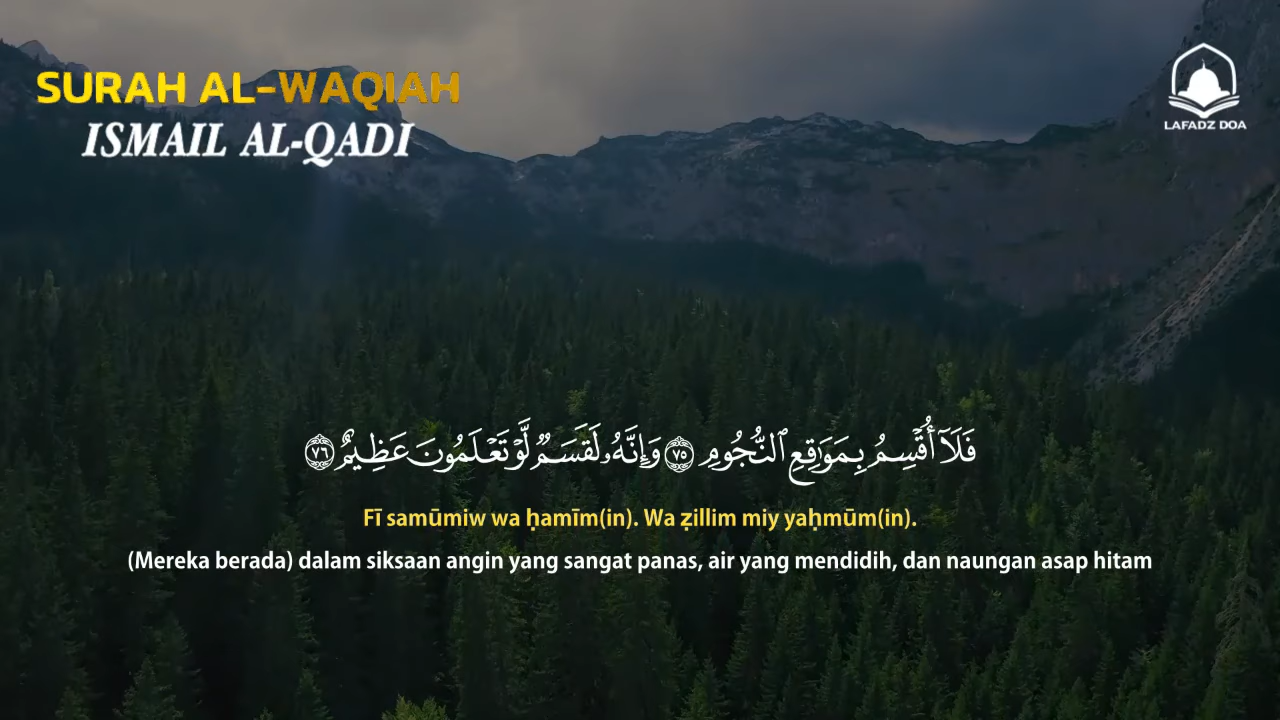 SURAH AL-WAQIAH
ISMAIL AL-QADI
LAFADZ DOA
فَلَآ أُقْسِمُ بِمَوَٰقِعِ ٱلنُّجُومِ ٧٥ وَإِنَّهُۥ لَقَسَمٌ لَّوْ تَعْلَمُونَ عَظِيمٌ ٧٦
Fī samūmiw wa ḥamīm(in). Wa ẓillim miy yaḥmūm(in).
(Mereka berada) dalam siksaan angin yang sangat panas, air yang mendidih, dan naungan asap hitam